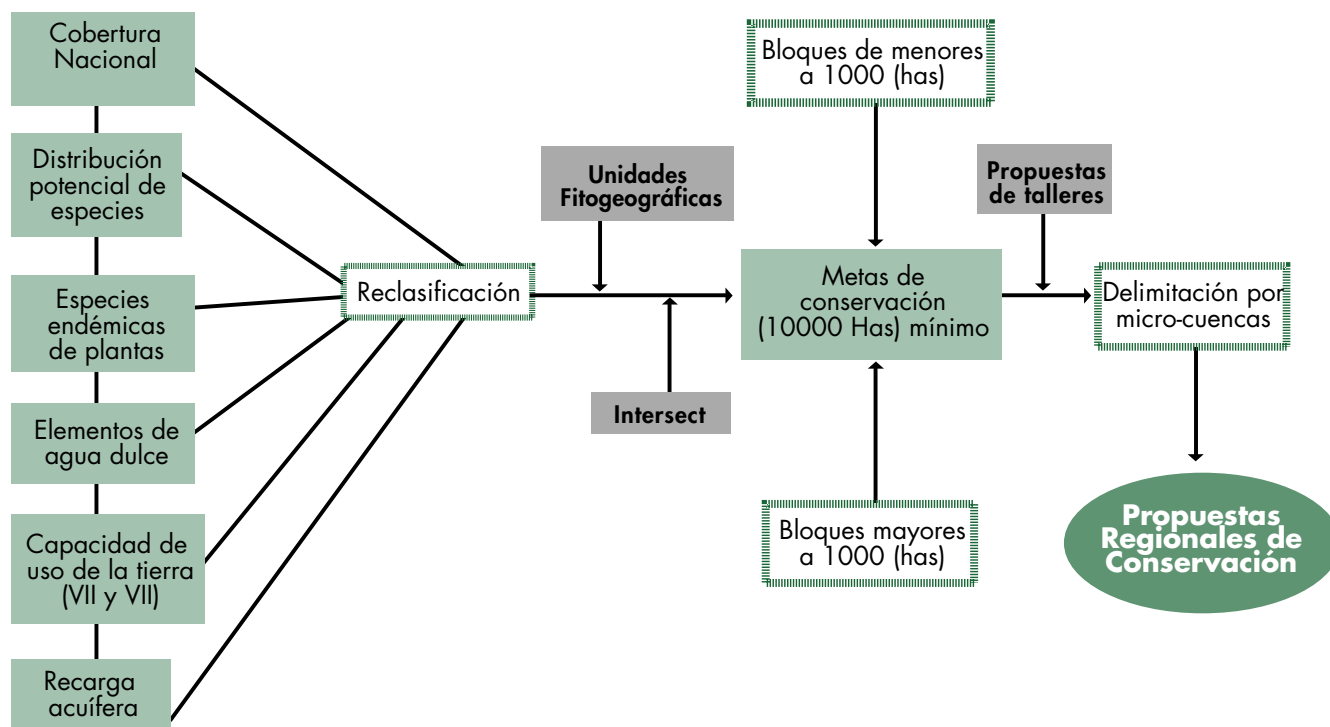 Cobertura
Nacional
Distribución
potencial de
especies
Especies
endémicas
de plantas
Elementos de
agua dulce
Capacidad de
uso de la tierra
(VII y VII)
Recarga
acuífera
Reclasificación
Unidades
Fitogeográficas
Intersect
Bloques de menores
a 1000 (has)
Metas de
conservación
(10000 Has) mínimo
Bloques mayores
a 1000 (has)
Propuestas
de talleres
Delimitación por
micro-cuencas
Propuestas
Regionales de
Conservación